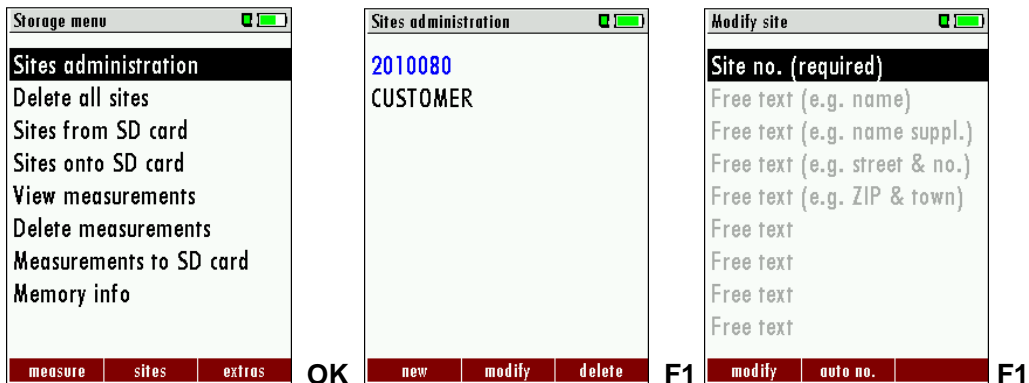 Storage menu
Sites administration
Delete all sites
Sites from SD card
Sites onto SD card
View measurements
Delete measurements
Measurements to SD card
Memory info
measure sites extras
OK
Sites administration
2010080
CUSTOMER
new modify delete
F1
Modify site
Site no. (required)
Free text (e.g. name)
Free text (e.g. name suppl.)
Free text (e.g. street & no.)
Free text (e.g. ZIP & town)
Free text
Free text
Free text
Free text
modify auto no.
F1